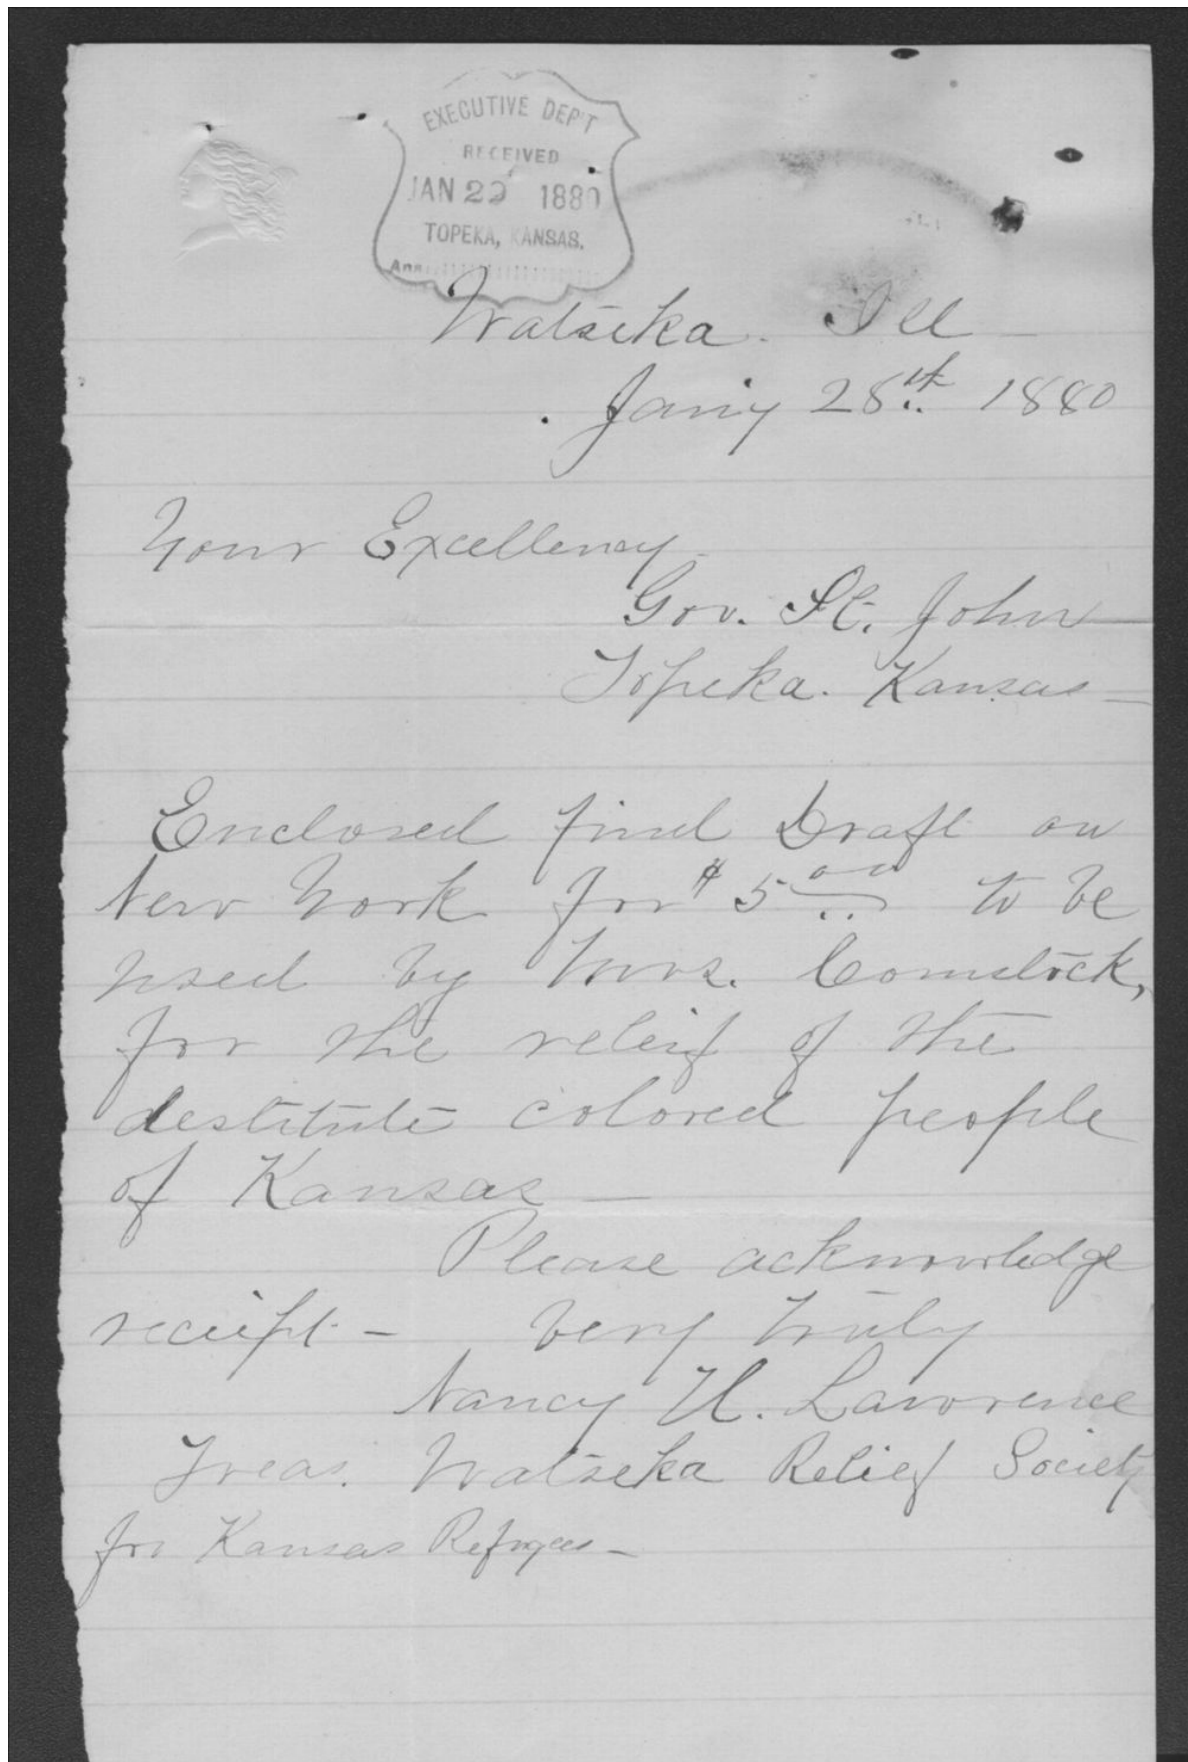 EXECUTIVE DEP'T
RECEIVED
JAN 29 1880
TOPEKA, KANSAS.
Ans
Watseka. Ill
Jany 28th 1880
Your Excellency.
Gov. St. John
Topeka. Kansas
Enclosed find Draft on
New York for $5 00 to be
used by Mrs. Comstock,
for the relief of the
destitute colored people
of Kansas —
Please acknowledge
receipt — Very truly
Nancy H. Lawrence
Treas. Watseka Relief Society
for Kansas Refugees —